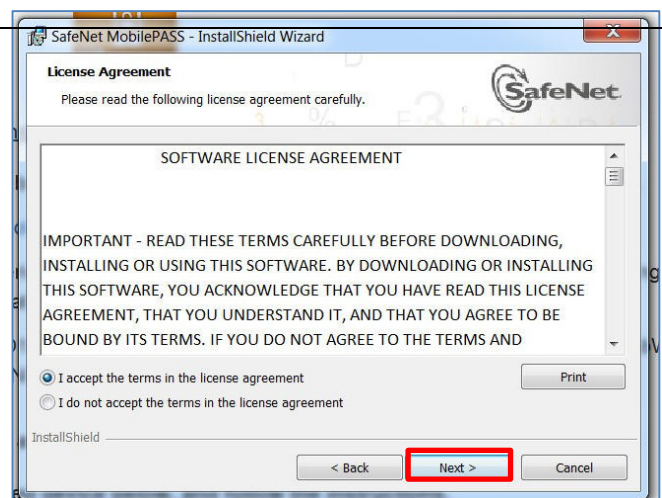 SafeNet MobilePASS - InstallShield Wizard
License Agreement
Please read the following license agreement carefully.
SafeNet
SOFTWARE LICENSE AGREEMENT
IMPORTANT - READ THESE TERMS CAREFULLY BEFORE DOWNLOADING,
INSTALLING OR USING THIS SOFTWARE. BY DOWNLOADING OR INSTALLING
THIS SOFTWARE, YOU ACKNOWLEDGE THAT YOU HAVE READ THIS LICENSE
AGREEMENT, THAT YOU UNDERSTAND IT, AND THAT YOU AGREE TO BE
BOUND BY ITS TERMS. IF YOU DO NOT AGREE TO THE TERMS AND
I accept the terms in the license agreement
Print
I do not accept the terms in the license agreement
InstallShield
< Back Next > Cancel